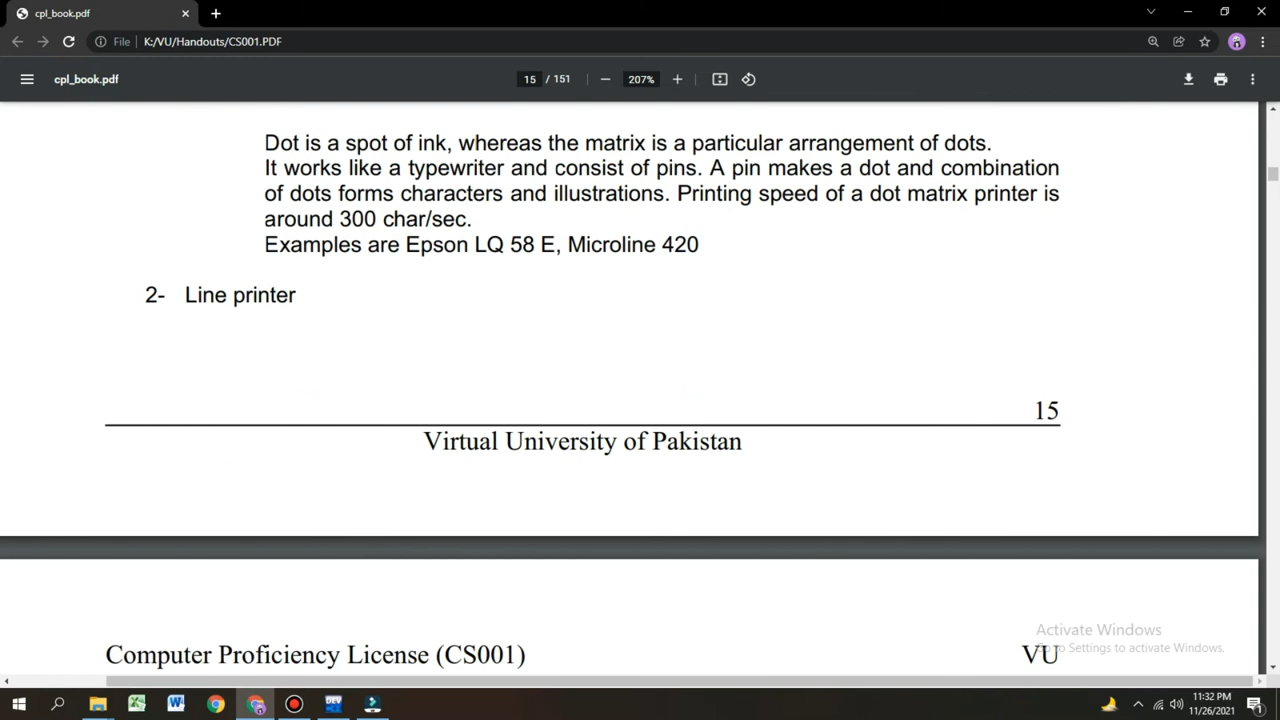 cpl_book.pdf
File K:/VU/Handouts/CS001.PDF
cpl_book.pdf
15 / 151
207%
Dot is a spot of ink, whereas the matrix is a particular arrangement of dots.
It works like a typewriter and consist of pins. A pin makes a dot and combination
of dots forms characters and illustrations. Printing speed of a dot matrix printer is
around 300 char/sec.
Examples are Epson LQ 58 E, Microline 420
2- Line printer
15
Virtual University of Pakistan
Activate Windows
Go to Settings to activate Windows.
Computer Proficiency License (CS001) VU
DEV
11:32 PM
11/26/2021